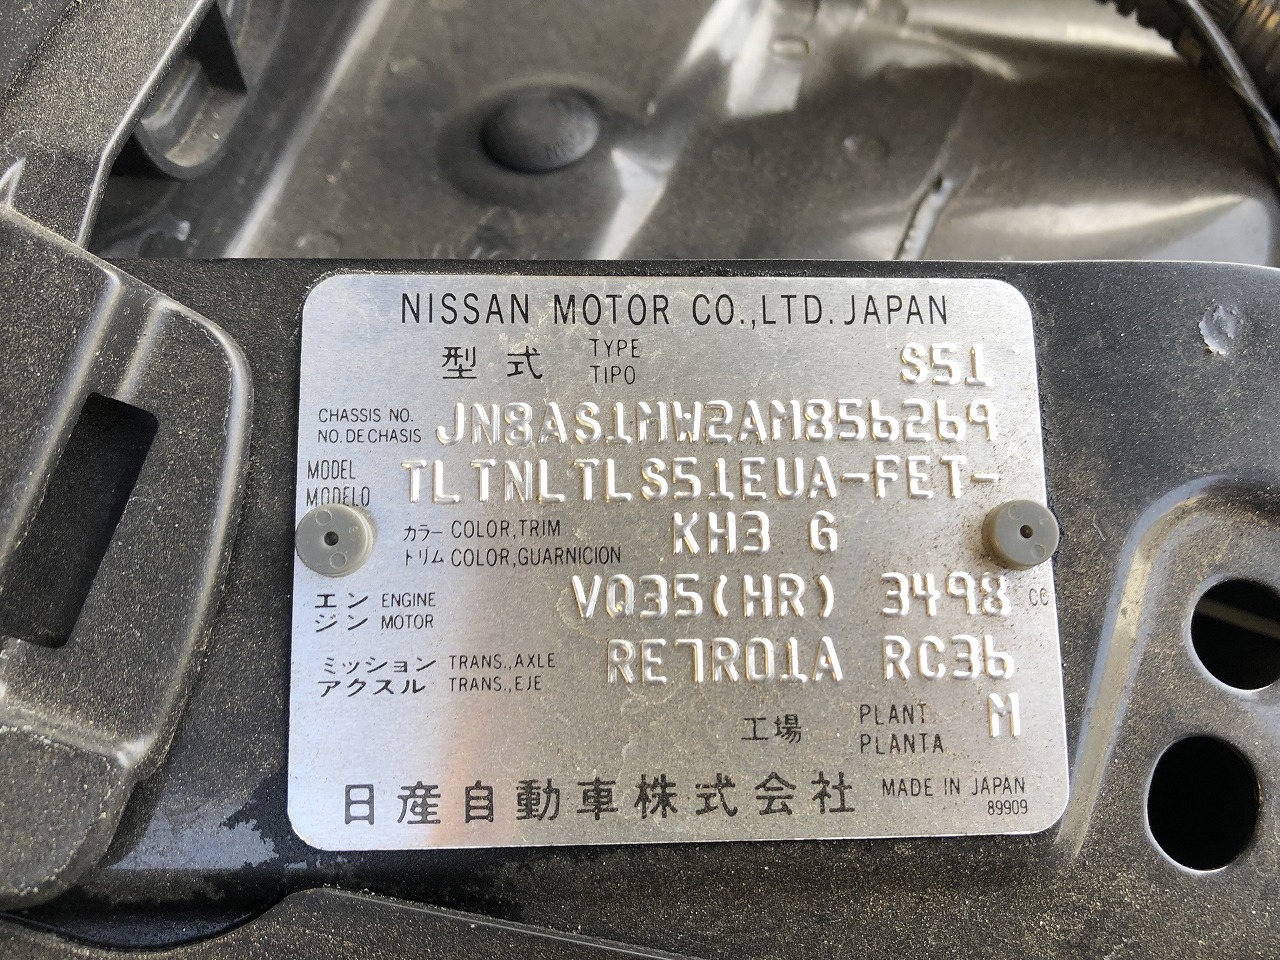 NISSAN MOTOR CO.,LTD. JAPAN
型式 TYPE TIPO S51
CHASSIS NO. NO. DE CHASIS JN8AS1MW2AM856269
MODEL MODELO TLTNLTLS51EUA-FET-
カラー COLOR,TRIM トリム COLOR,GUARNICION KH3 G
エンジン ENGINE MOTOR VQ35(HR) 3498 CC
ミッション TRANS.,AXLE アクスル TRANS.,EJE RE7R01A RC36
工場 PLANT PLANTA M
日産自動車株式会社 MADE IN JAPAN
89909